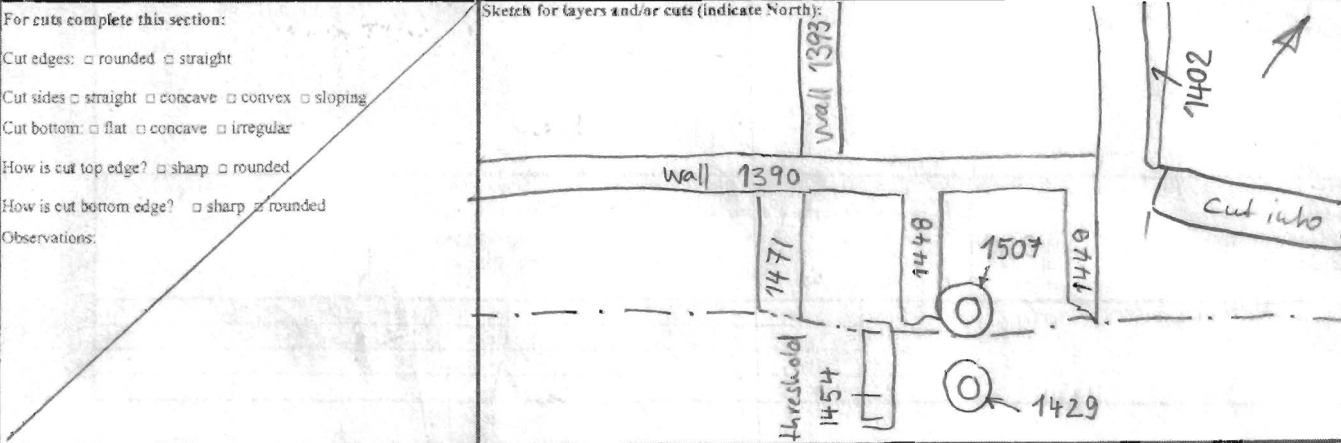 For cuts complete this section:
Cut edges: □ rounded □ straight
Cut sides □ straight □ concave □ convex □ sloping
Cut bottom: □ flat □ concave □ irregular
How is cut top edge? □ sharp □ rounded
How is cut bottom edge? □ sharp □ rounded
Observations:
Sketch for layers and/or cuts (indicate North):
Wall 1393
1402
Wall 1390
Cut into
1471
1448
1507
1449
threshold
1454
1429